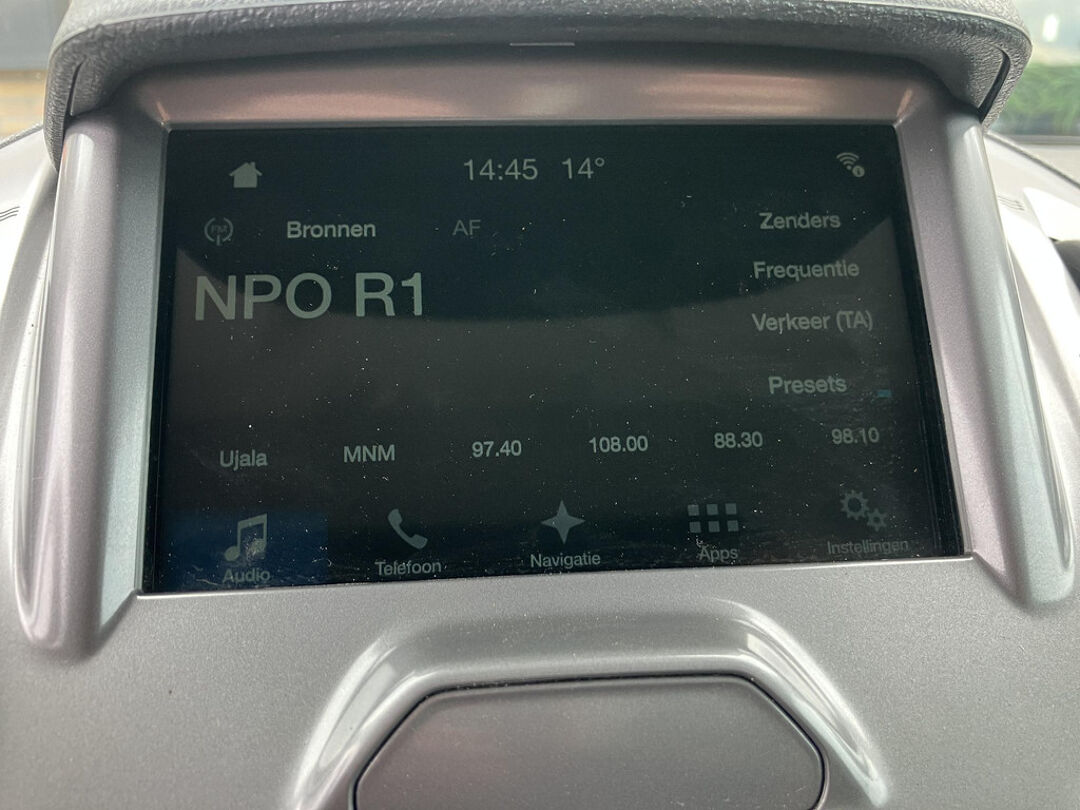 14:45 14°
FM Bronnen AF Zenders
NPO R1
Frequentie
Verkeer (TA)
Presets
Ujala MNM 97.40 108.00 88.30 98.10
Audio Telefoon Navigatie Apps Instellingen